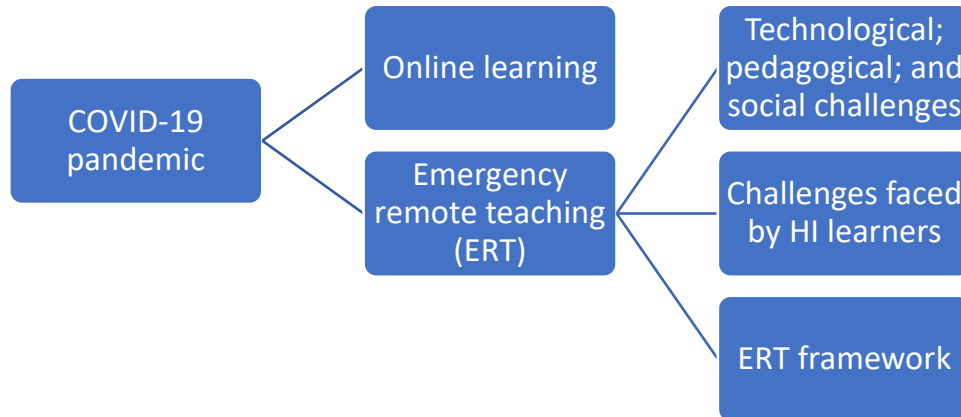 COVID-19
pandemic
Online learning
Emergency
remote teaching
(ERT)
Technological;
pedagogical; and
social challenges
Challenges faced
by HI learners
ERT framework